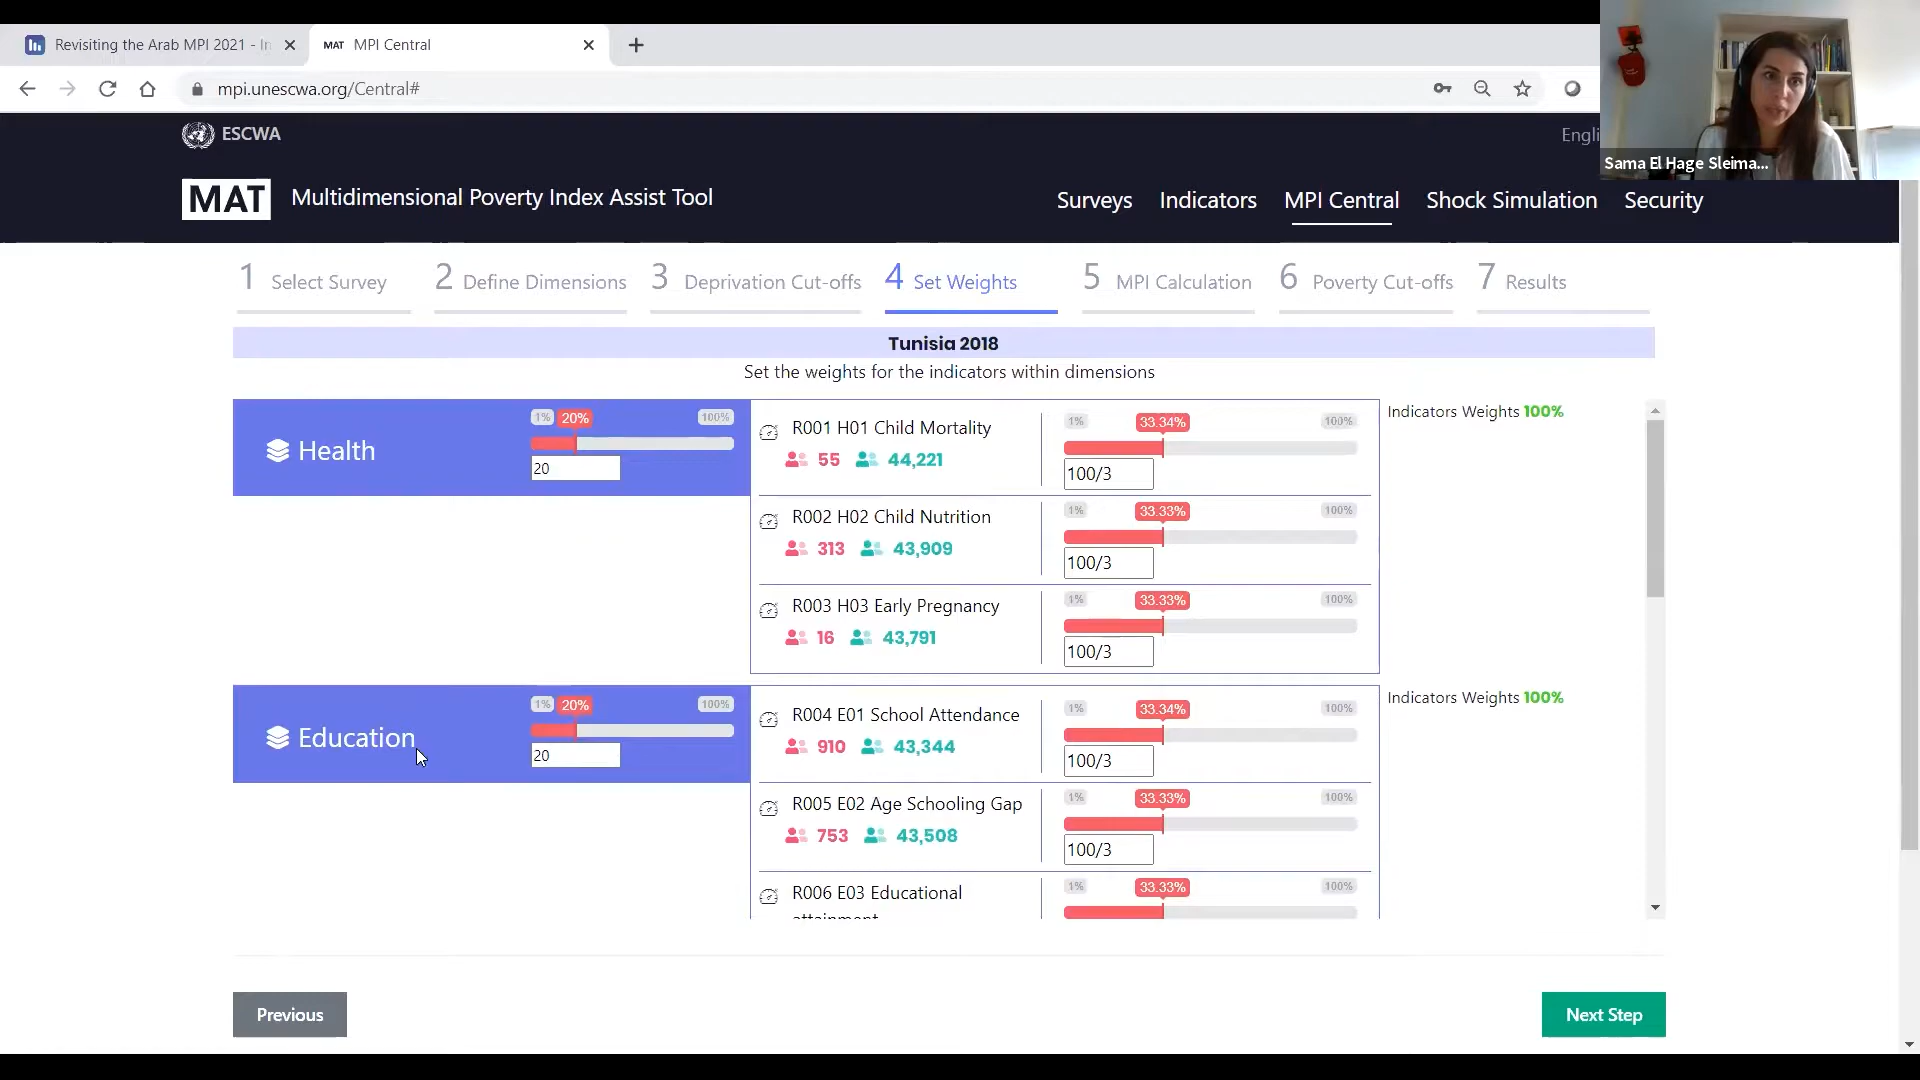 Revisiting the Arab MPI 2021 - In
MAT MPI Central
mpi.unescwa.org/Central#
ESCWA
Engli
Sama El Hage Sleima...
MAT Multidimensional Poverty Index Assist Tool
Surveys Indicators MPI Central Shock Simulation Security
1 Select Survey 2 Define Dimensions 3 Deprivation Cut-offs 4 Set Weights 5 MPI Calculation 6 Poverty Cut-offs 7 Results
Tunisia 2018
Set the weights for the indicators within dimensions
Health
1% 20% 100%
20
R001 H01 Child Mortality
55 44,221
1% 33.34% 100%
100/3
Indicators Weights 100%
R002 H02 Child Nutrition
313 43,909
1% 33.33% 100%
100/3
R003 H03 Early Pregnancy
16 43,791
1% 33.33% 100%
100/3
Education
1% 20% 100%
20
R004 E01 School Attendance
910 43,344
1% 33.34% 100%
100/3
Indicators Weights 100%
R005 E02 Age Schooling Gap
753 43,508
1% 33.33% 100%
100/3
R006 E03 Educational
attainment
1% 33.33% 100%
Previous
Next Step